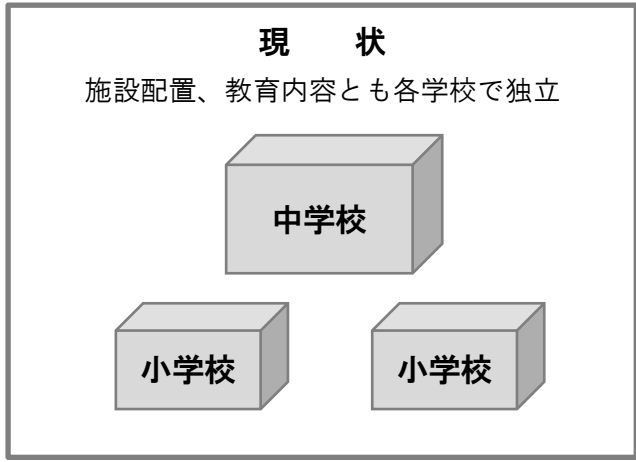 現　状
施設配置、教育内容とも各学校で独立
中学校
小学校
小学校